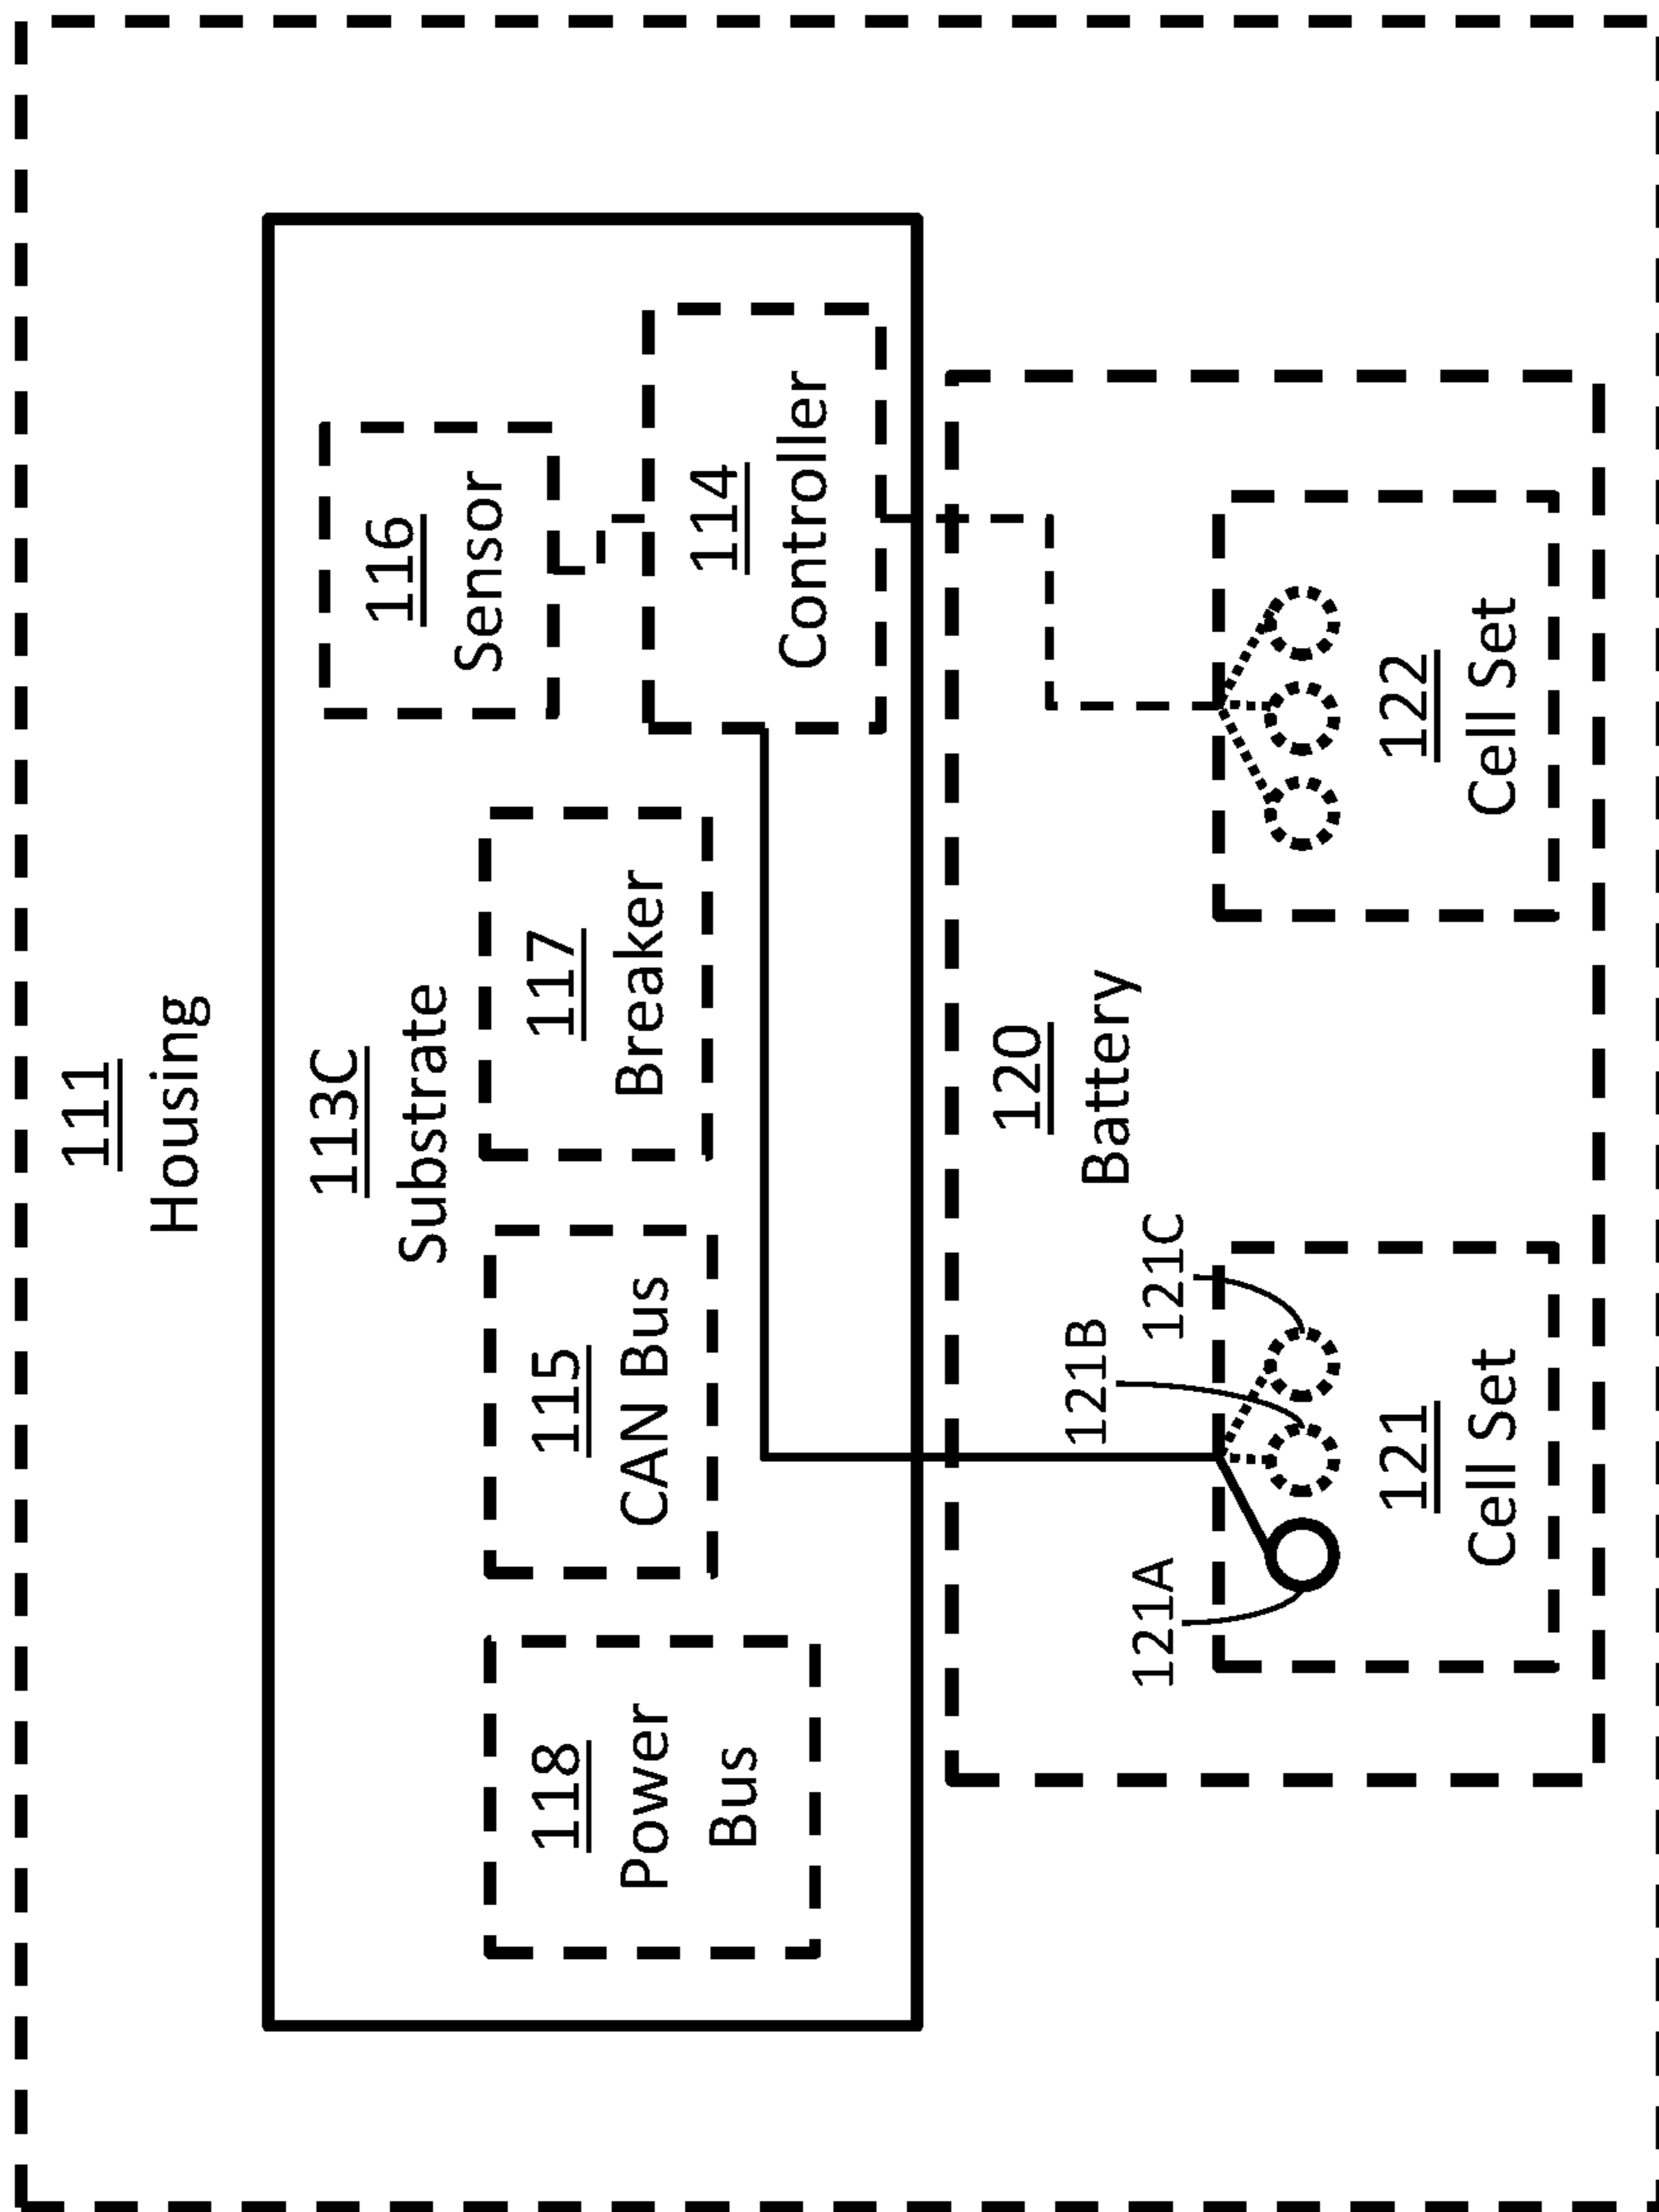 111
Housing
113C
Substrate
118
Power
Bus
115
CAN Bus
117
Breaker
116
Sensor
114
Controller
120
Battery
121A
121B
121C
121
Cell Set
122
Cell Set